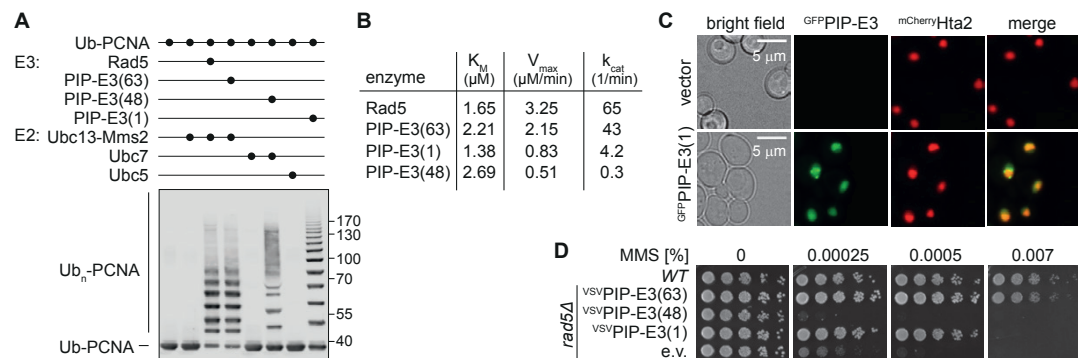 A
Ub-PCNA
E3: Rad5
PIP-E3(63)
PIP-E3(48)
PIP-E3(1)
E2: Ubc13-Mms2
Ubc7
Ubc5
Ubn-PCNA
Ub-PCNA
170
130
100
70
55
40
B
enzyme KM (µM) Vmax (µM/min) kcat (1/min)
Rad5 1.65 3.25 65
PIP-E3(63) 2.21 2.15 43
PIP-E3(1) 1.38 0.83 4.2
PIP-E3(48) 2.69 0.51 0.3
C
bright field GFPPIP-E3 mCherryHta2 merge
vector
5 µm
GFPPIP-E3(1)
5 µm
D
MMS [%]
0 0.00025 0.0005 0.007
WT
rad5Δ
VSVPIP-E3(63)
VSVPIP-E3(48)
VSVPIP-E3(1)
e.v.